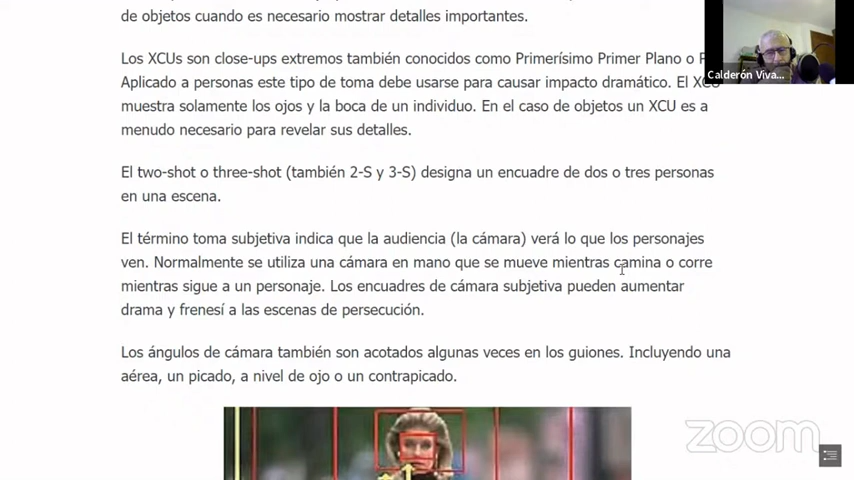 de objetos cuando es necesario mostrar detalles importantes.
Los XCUs son close-ups extremos también conocidos como Primerísimo Primer Plano o
Aplicado a personas este tipo de toma debe usarse para causar impacto dramático. El XCU
muestra solamente los ojos y la boca de un individuo. En el caso de objetos un XCU es a
menudo necesario para revelar sus detalles.
El two-shot o three-shot (también 2-S y 3-S) designa un encuadre de dos o tres personas
en una escena.
El término toma subjetiva indica que la audiencia (la cámara) verá lo que los personajes
ven. Normalmente se utiliza una cámara en mano que se mueve mientras camina o corre
mientras sigue a un personaje. Los encuadres de cámara subjetiva pueden aumentar
drama y frenesí a las escenas de persecución.
Los ángulos de cámara también son acotados algunas veces en los guiones. Incluyendo una
aérea, un picado, a nivel de ojo o un contrapicado.
Calderón Viva...
zoom